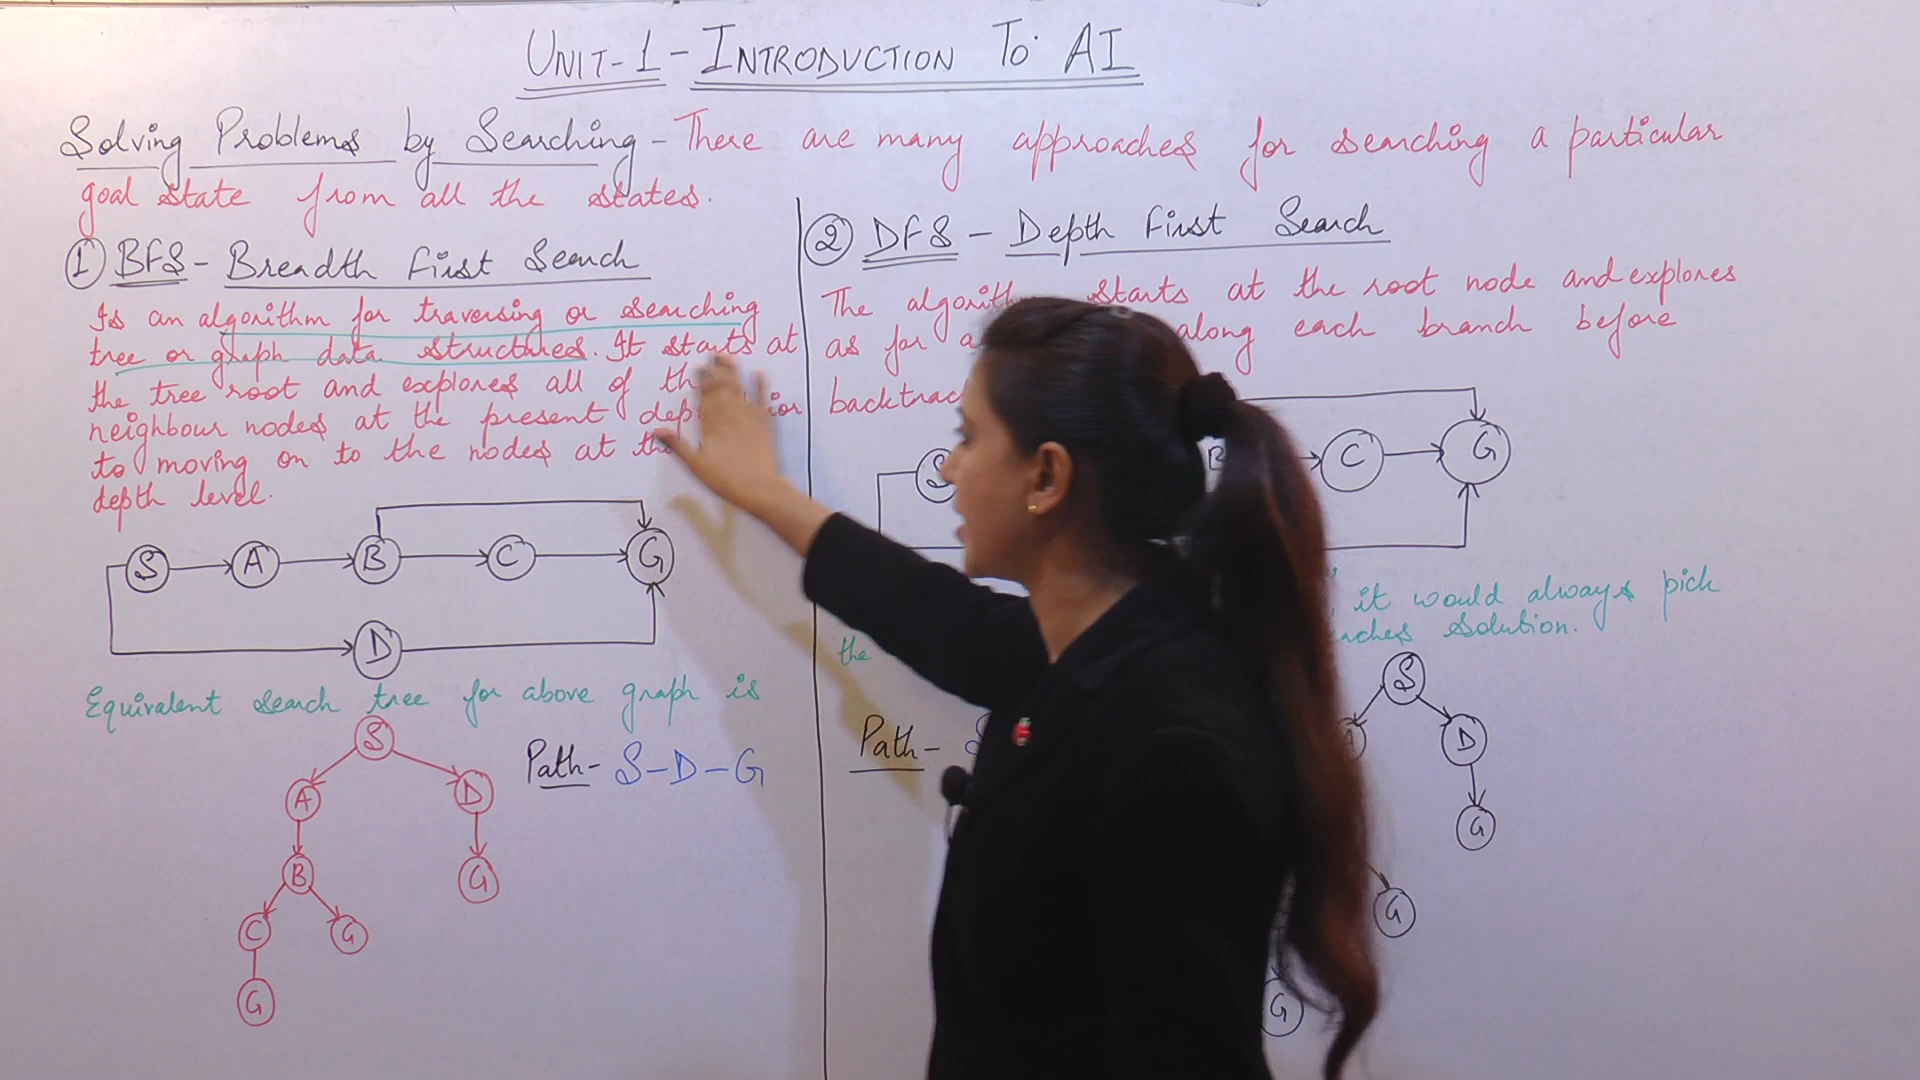 UNIT-1 - INTRODUCTION TO AI
Solving Problems by Searching - There are many approaches for searching a particular
goal state from all the states.
① BFS - Breadth First Search
Is an algorithm for traversing or searching
tree or graph data structures. It starts at
the tree root and explores all of
neighbour nodes at the present
to moving on to the nodes at
depth level.
S A B C G
D
Equivalent search tree for above graph is
S
Path- S-D-G
A D
B G
C G
G
② DFS - Depth First Search
The starts at the root node and explores
as far along each branch before
S B C G
it would always pick
the solution.
S
Path- D
G
G
G